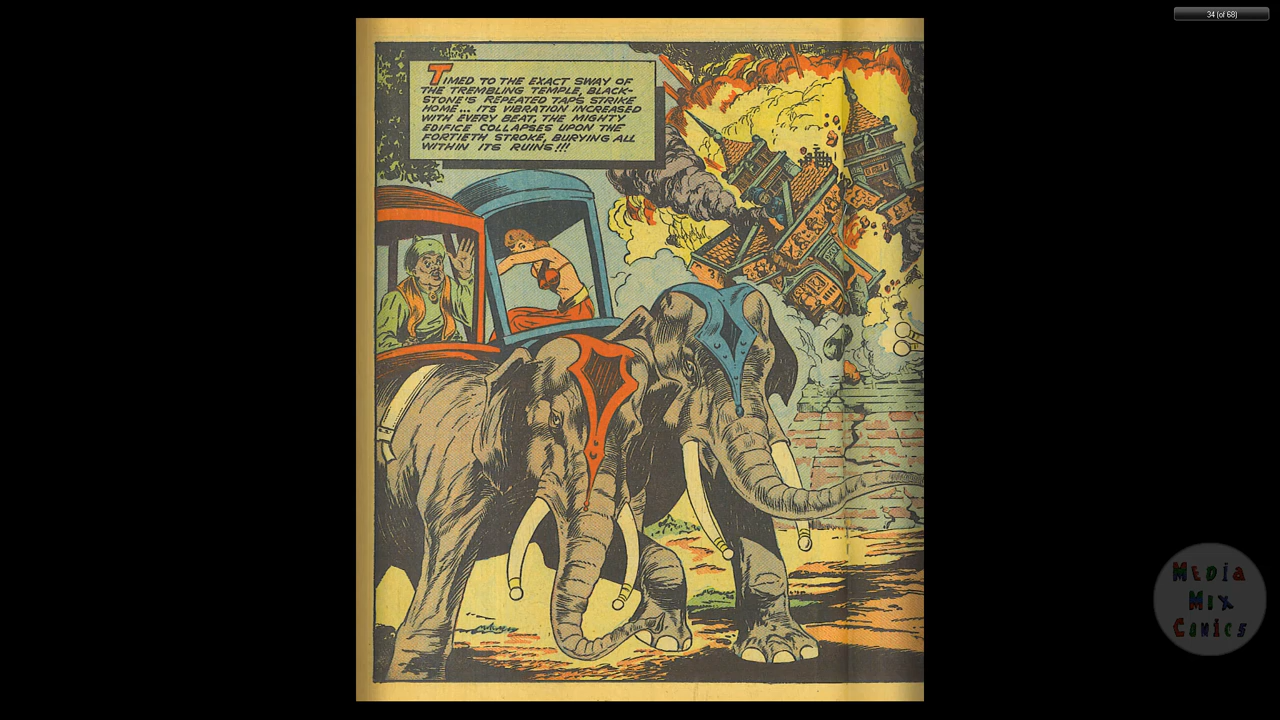 34 (of 68)
TIMED TO THE EXACT SWAY OF
THE TREMBLING TEMPLE, BLACK-
STONE'S REPEATED TAPS STRIKE
HOME... ITS VIBRATION INCREASED
WITH EVERY BEAT, THE MIGHTY
EDIFICE COLLAPSES UPON THE
FORTIETH STROKE, BURYING ALL
WITHIN ITS RUINS!!!
MEDIA
MIX
COMICS